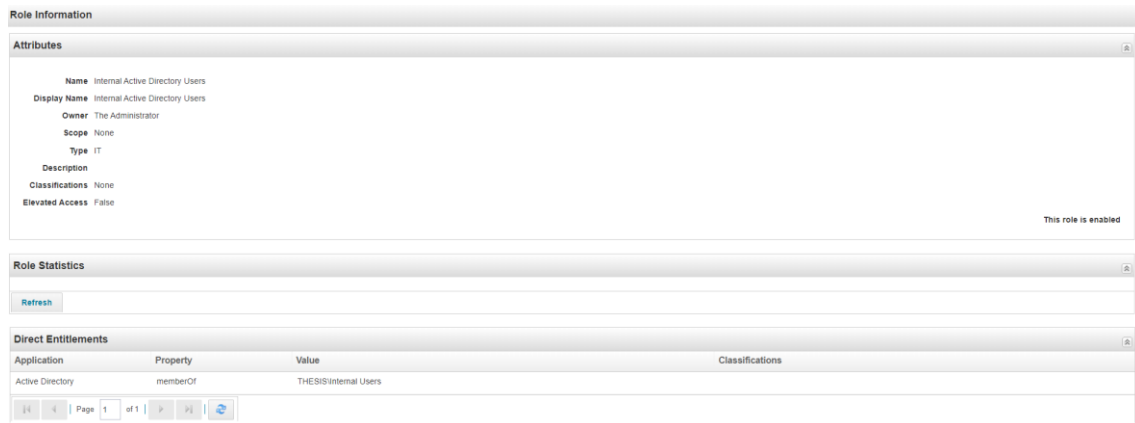 Role Information
Attributes
Name Internal Active Directory Users
Display Name Internal Active Directory Users
Owner The Administrator
Scope None
Type IT
Description
Classifications None
Elevated Access False
This role is enabled
Role Statistics
Refresh
Direct Entitlements
Application Property Value Classifications
Active Directory memberOf THESIS\Internal Users
Page 1 of 1